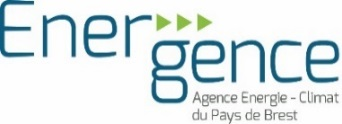 Ener
gence
Agence Energie - Climat
du Pays de Brest